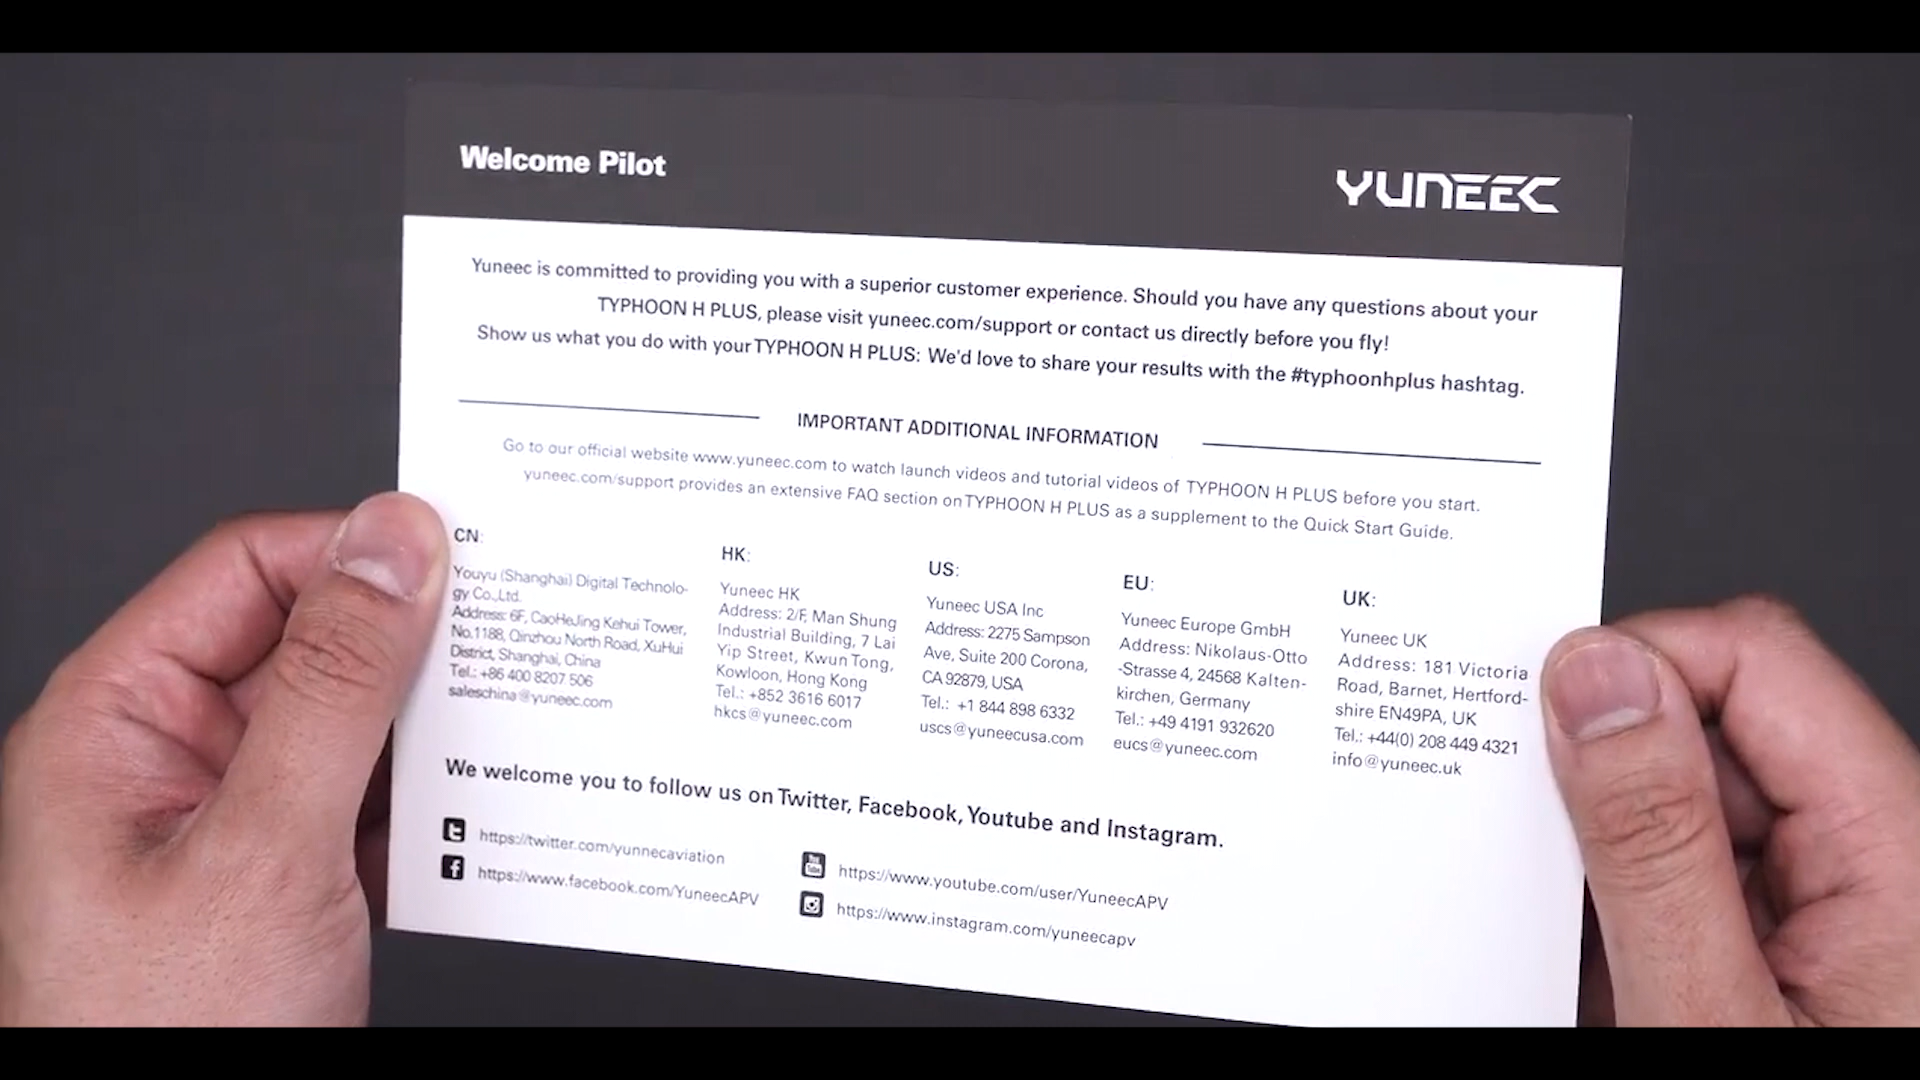 Welcome Pilot
YUNEEC
Yuneec is committed to providing you with a superior customer experience. Should you have any questions about your
TYPHOON H PLUS, please visit yuneec.com/support or contact us directly before you fly!
Show us what you do with your TYPHOON H PLUS: We'd love to share your results with the #typhoonhplus hashtag.
IMPORTANT ADDITIONAL INFORMATION
Go to our official website www.yuneec.com to watch launch videos and tutorial videos of TYPHOON H PLUS before you start.
yuneec.com/support provides an extensive FAQ section on TYPHOON H PLUS as a supplement to the Quick Start Guide.
CN:
Youyu (Shanghai) Digital Technolo-
gy Co.,Ltd.
Address: 6F, CaoHeJing Kehui Tower,
No.1188, Qinzhou North Road, XuHui
District, Shanghai, China
Tel.: +86 400 8207 506
saleschina@yuneec.com
HK:
Yuneec HK
Address: 2/F, Man Shung
Industrial Building, 7 Lai
Yip Street, Kwun Tong,
Kowloon, Hong Kong
Tel.: +852 3616 6017
hkcs@yuneec.com
US:
Yuneec USA Inc
Address: 2275 Sampson
Ave, Suite 200 Corona,
CA 92879, USA
Tel.: +1 844 898 6332
uscs@yuneecusa.com
EU:
Yuneec Europe GmbH
Address: Nikolaus-Otto
-Strasse 4, 24568 Kalten-
kirchen, Germany
Tel.: +49 4191 932620
eucs@yuneec.com
UK:
Yuneec UK
Address: 181 Victoria
Road, Barnet, Hertford-
shire EN49PA, UK
Tel.: +44(0) 208 449 4321
info@yuneec.uk
We welcome you to follow us on Twitter, Facebook, Youtube and Instagram.
https://twitter.com/yunnecaviation
https://www.facebook.com/YuneecAPV
You Tube
https://www.youtube.com/user/YuneecAPV
https://www.instagram.com/yuneecapv